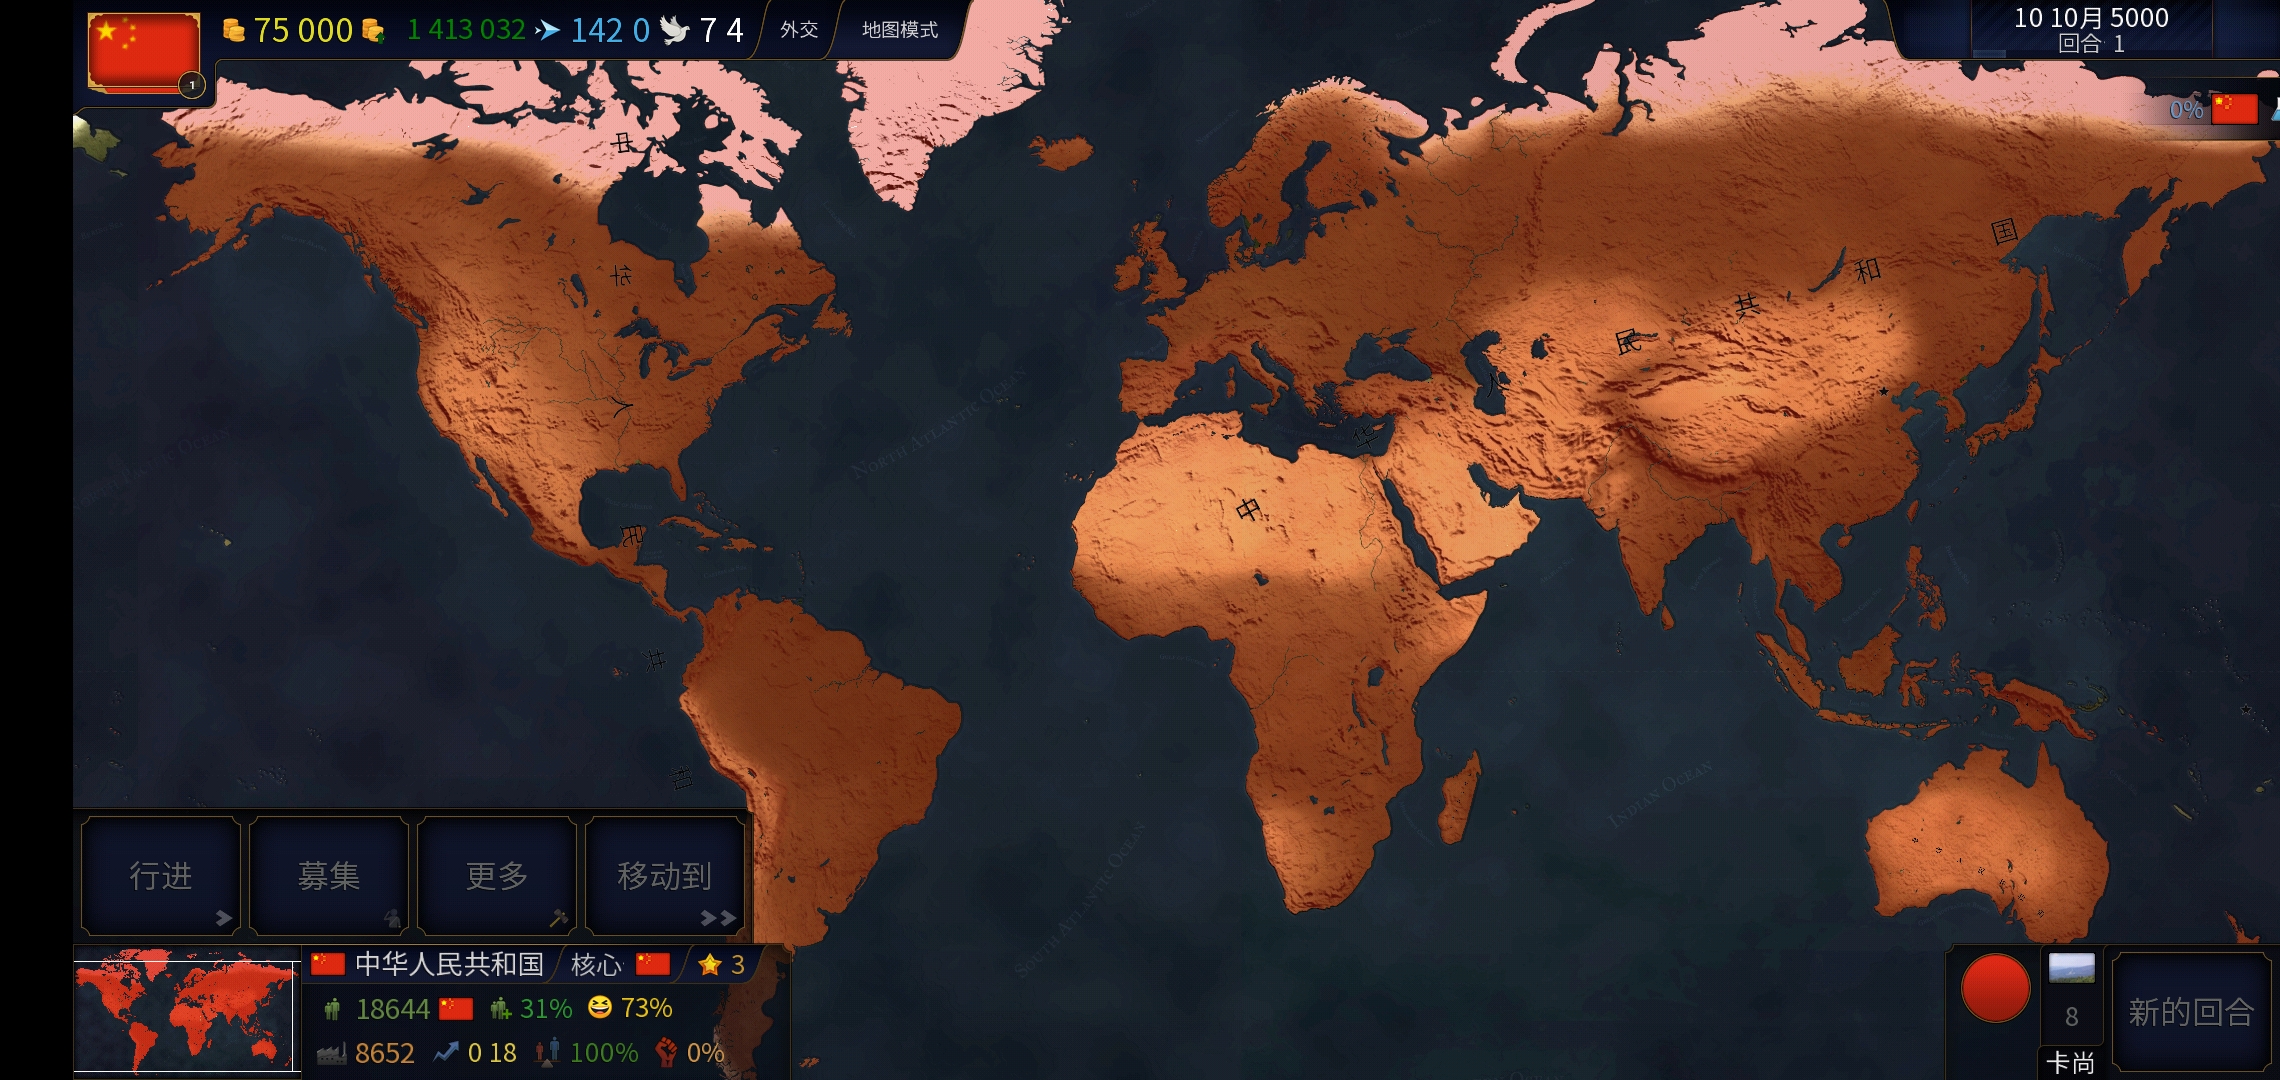 75 000
1 413 032
142 0
7 4
外交
地图模式
10 10月 5000
回合 1
1
0%
中 华 人 民 共 和 国
中 华 人 民 共 和
NORTH ATLANTIC OCEAN
INDIAN OCEAN
SOUTH ATLANTIC OCEAN
行进
募集
更多
移动到
中华人民共和国
核心
3
18644
31%
73%
8652
0 18
100%
0%
8
卡尚
新的回合